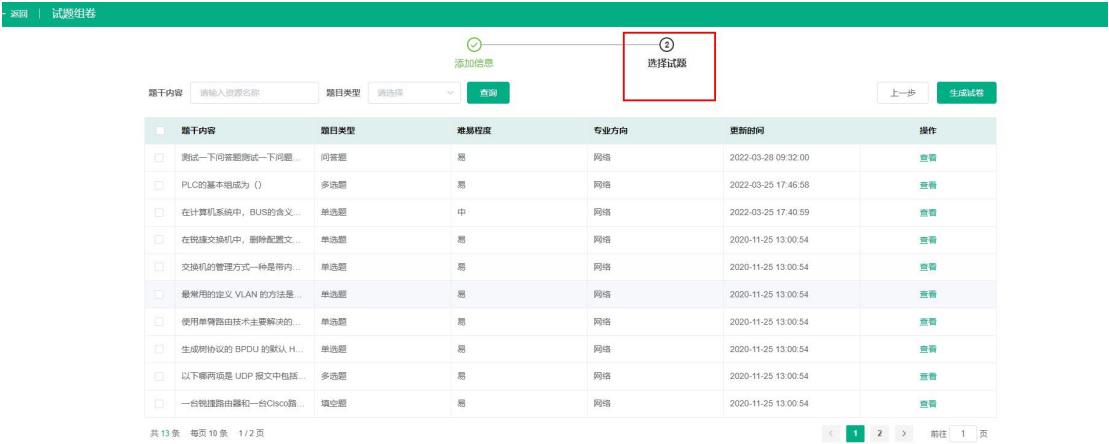 ← 返回 | 试题组卷
② 
添加信息 选择试题
题干内容 请输入资源名称 题目类型 请选择 查询 上一步 生成试卷
题干内容 题目类型 难易程度 专业方向 更新时间 操作
测试一下问答题测试一下问题... 问答题 易 网络 2022-03-28 09:32:00 查看
PLC的基本组成为（） 多选题 易 网络 2022-03-25 17:46:58 查看
在计算机系统中，BUS的含义... 单选题 中 网络 2022-03-25 17:40:59 查看
在锐捷交换机中，删除配置文... 单选题 易 网络 2020-11-25 13:00:54 查看
交换机的管理方式一种是带内... 单选题 易 网络 2020-11-25 13:00:54 查看
最常用的定义 VLAN 的方法是... 单选题 易 网络 2020-11-25 13:00:54 查看
使用单臂路由技术主要解决的... 单选题 易 网络 2020-11-25 13:00:54 查看
生成树协议的 BPDU 的默认 H... 单选题 易 网络 2020-11-25 13:00:54 查看
以下哪两项是 UDP 报文中包括... 多选题 易 网络 2020-11-25 13:00:54 查看
一台锐捷路由器和一台Cisco路... 填空题 易 网络 2020-11-25 13:00:54 查看
共 13 条 每页 10 条 1 / 2 页 < 1 2 > 前往 1 页